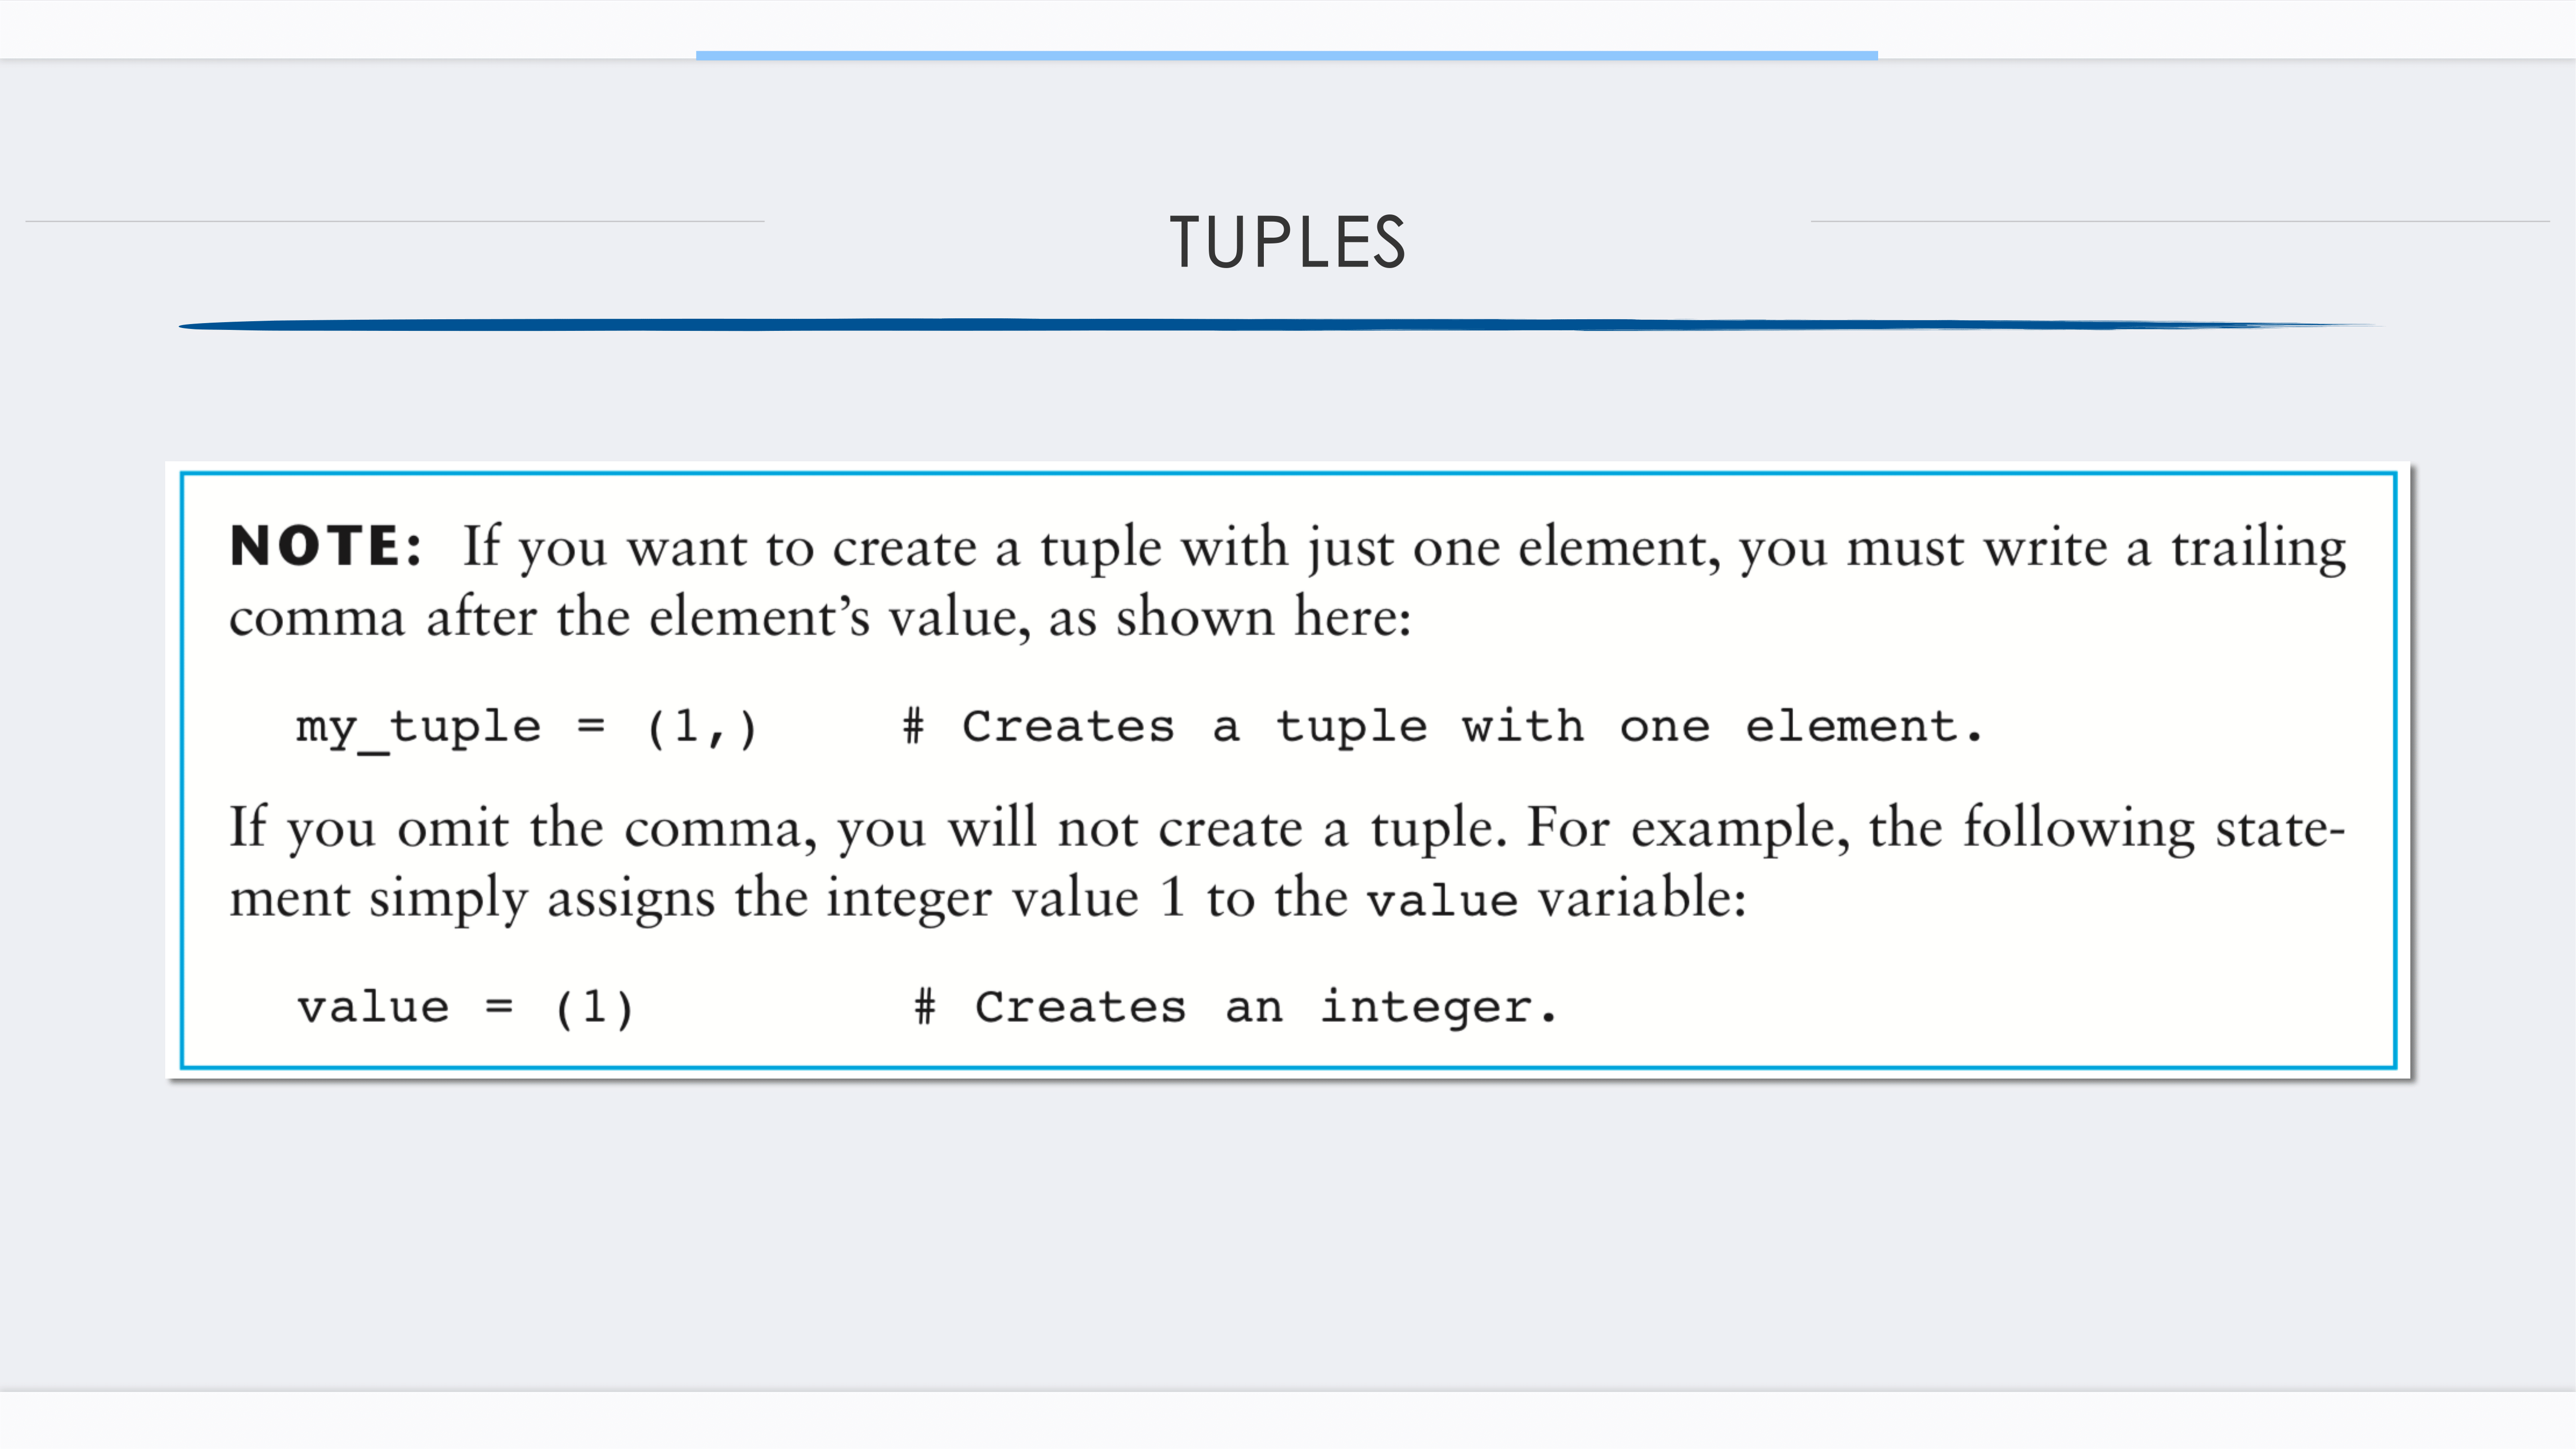 TUPLES
NOTE: If you want to create a tuple with just one element, you must write a trailing
comma after the element’s value, as shown here:
my_tuple = (1,)     # Creates a tuple with one element.
If you omit the comma, you will not create a tuple. For example, the following state-
ment simply assigns the integer value 1 to the value variable:
value = (1)         # Creates an integer.